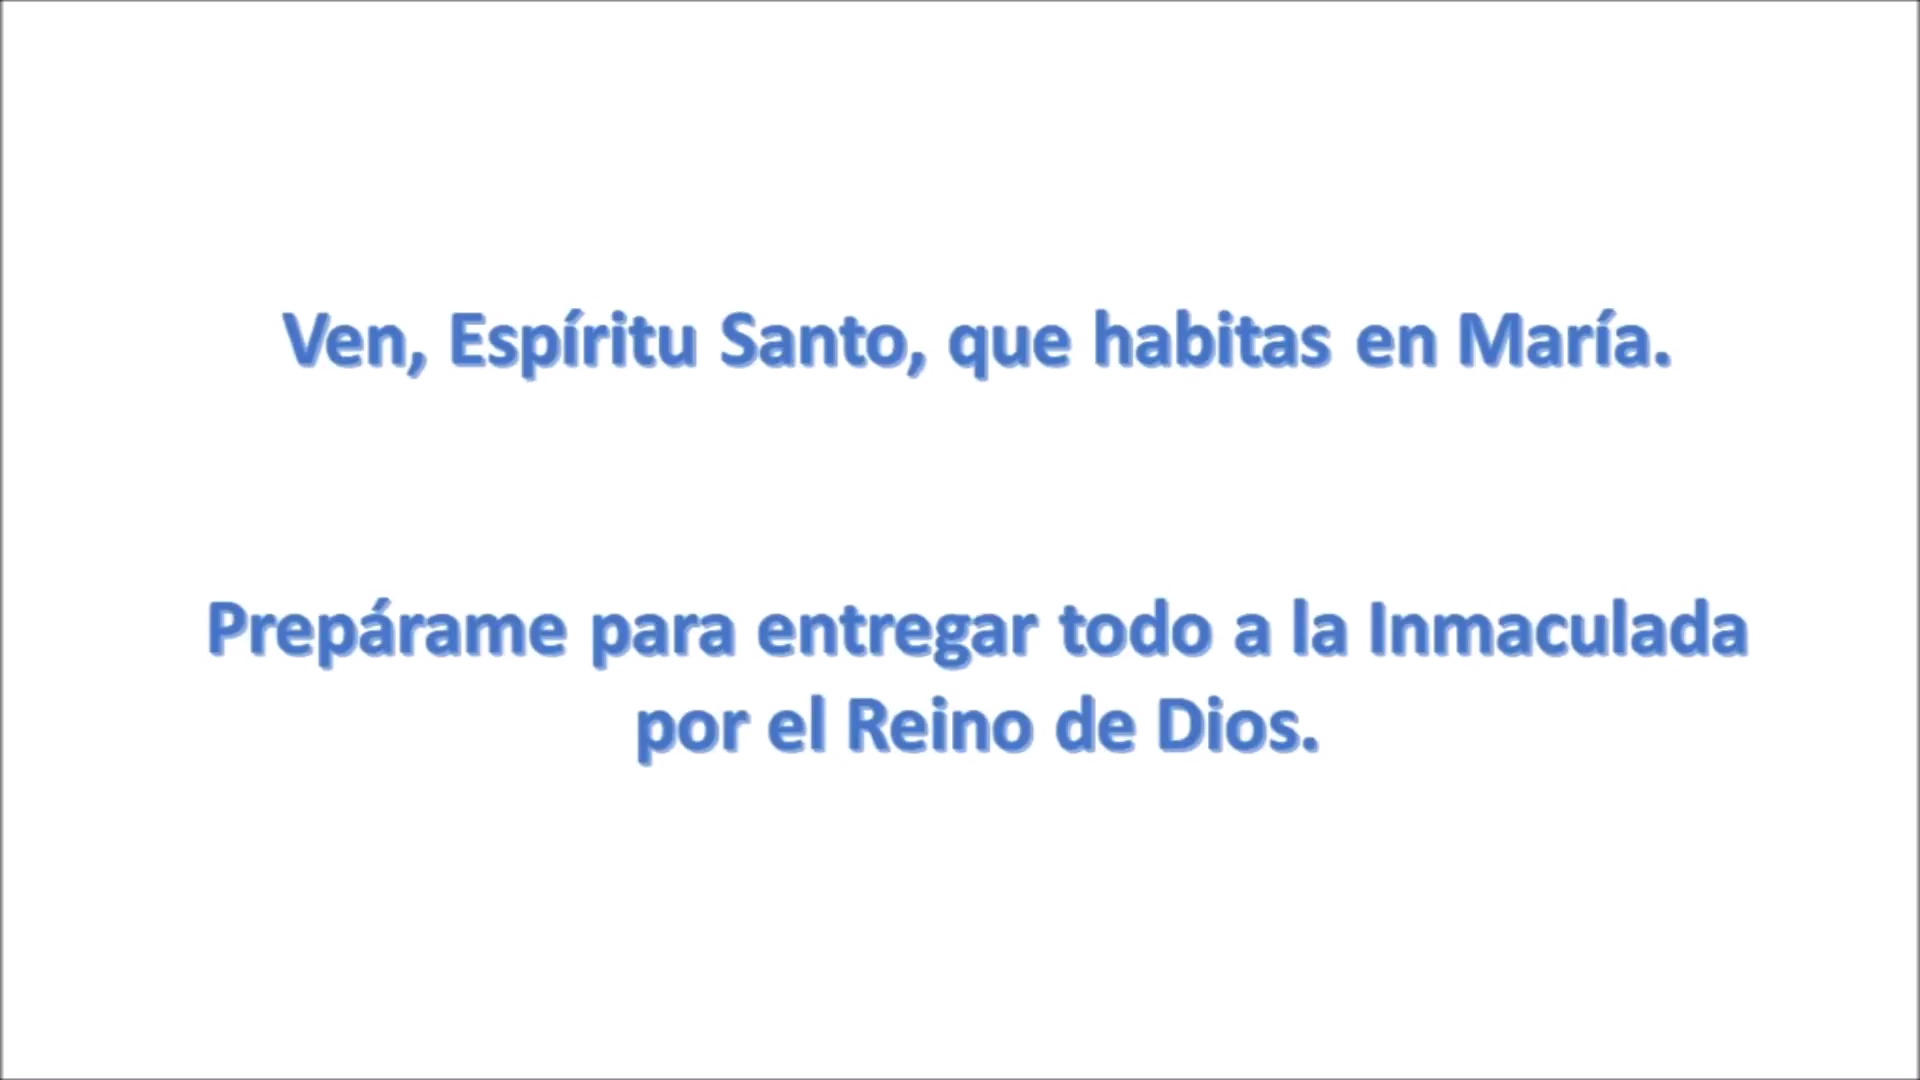 Ven, Espíritu Santo, que habitas en María.
Prepárame para entregar todo a la Inmaculada
por el Reino de Dios.